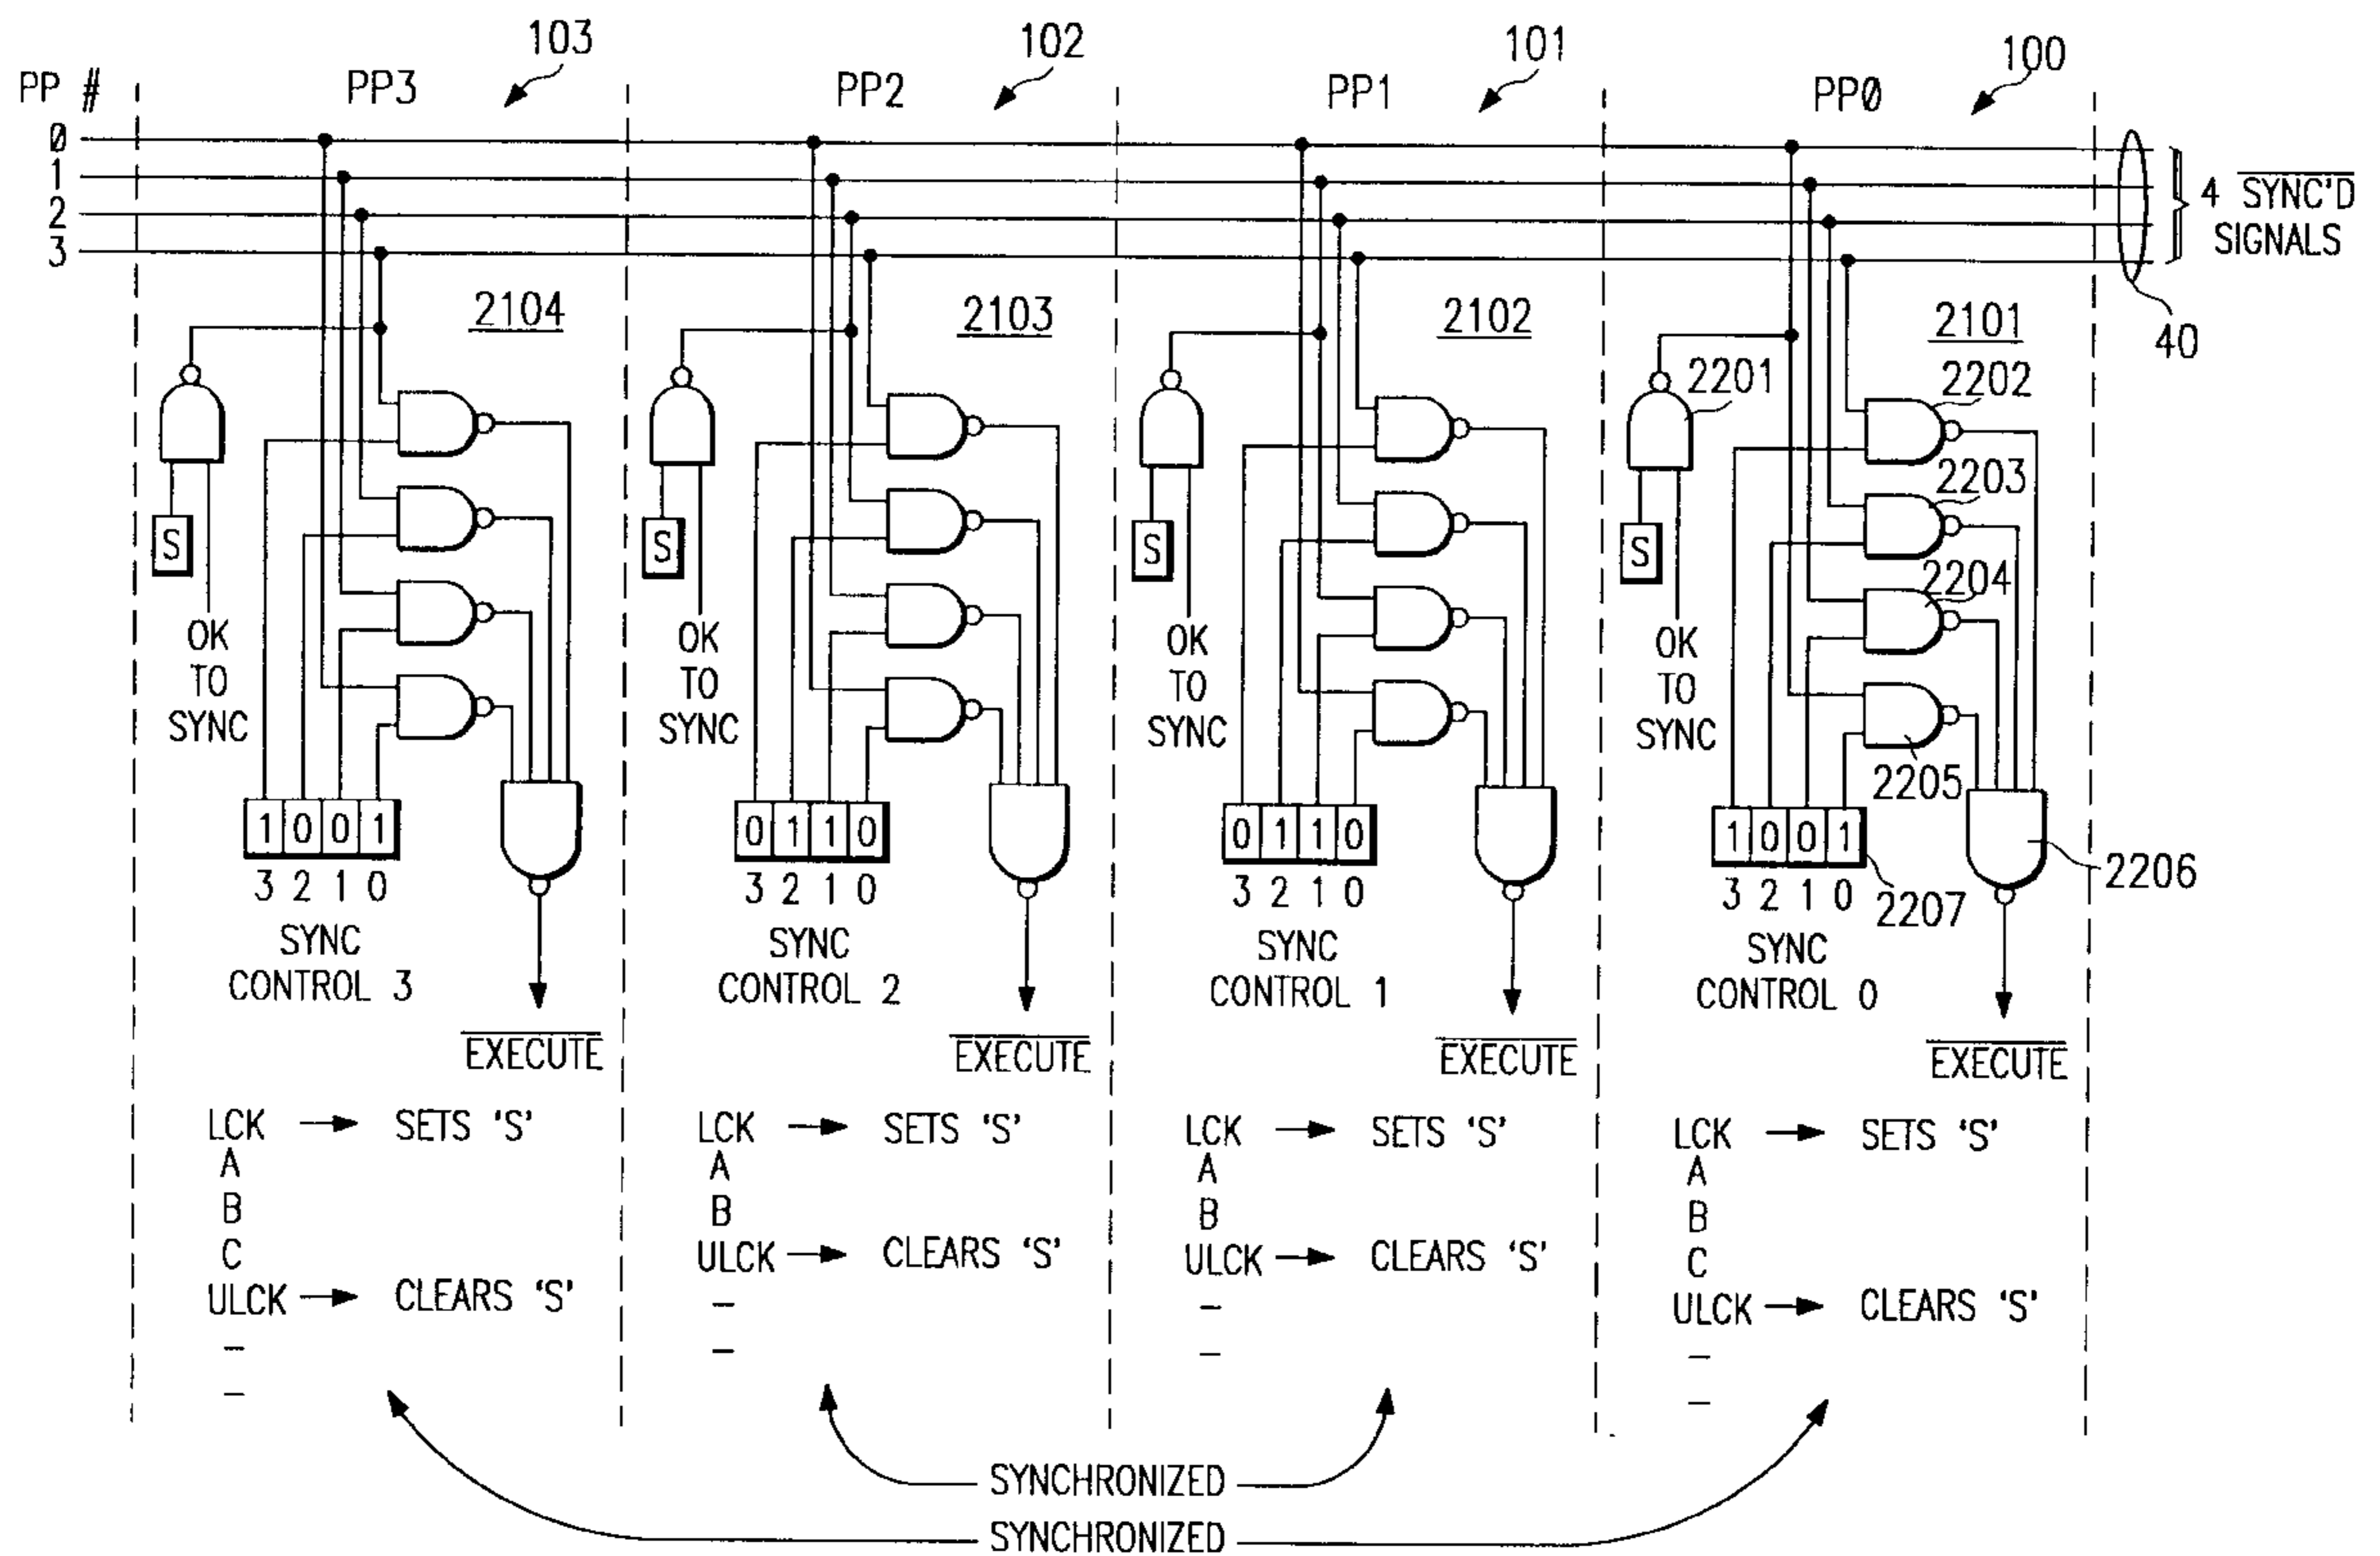 103 102 101 100
PP # PP3 PP2 PP1 PPØ
Ø
1
2
3
4 SYNC'D
SIGNALS
40
2104 2103 2102 2101
2201 2202
2203
2204
2205
S S S S
OK OK OK OK
TO TO TO TO
SYNC SYNC SYNC SYNC
1 0 0 1 0 1 1 0 0 1 1 0 1 0 0 1
3 2 1 0 3 2 1 0 3 2 1 0 3 2 1 0
2206
2207
SYNC SYNC SYNC SYNC
CONTROL 3 CONTROL 2 CONTROL 1 CONTROL 0
EXECUTE EXECUTE EXECUTE EXECUTE
LCK → SETS 'S' LCK → SETS 'S' LCK → SETS 'S' LCK → SETS 'S'
A A A A
B B B B
C ULCK → CLEARS 'S' ULCK → CLEARS 'S' C
ULCK → CLEARS 'S' – – ULCK → CLEARS 'S'
– – – –
– –
SYNCHRONIZED
SYNCHRONIZED